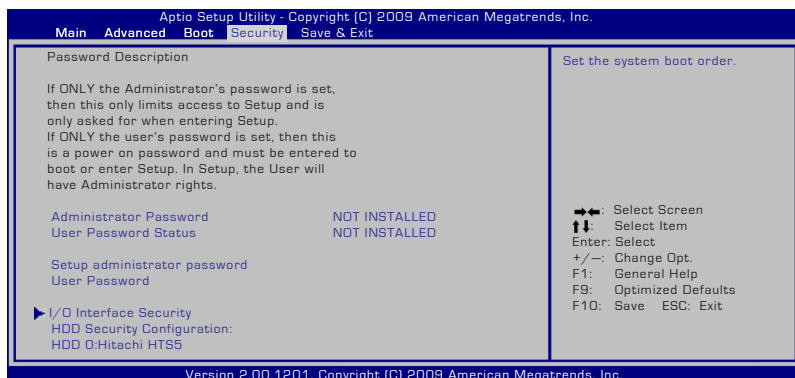 Aptio Setup Utility - Copyright (C) 2009 American Megatrends, Inc.
Main Advanced Boot Security Save & Exit
Password Description
If ONLY the Administrator's password is set,
then this only limits access to Setup and is
only asked for when entering Setup.
If ONLY the user's password is set, then this
is a power on password and must be entered to
boot or enter Setup. In Setup, the User will
have Administrator rights.
Administrator Password NOT INSTALLED
User Password Status NOT INSTALLED
Setup administrator password
User Password
I/O Interface Security
HDD Security Configuration:
HDD 0:Hitachi HTS5
Set the system boot order.
→←: Select Screen
↑↓: Select Item
Enter: Select
+/—: Change Opt.
F1: General Help
F9: Optimized Defaults
F10: Save ESC: Exit
Version 2.00.1201. Copyright (C) 2009 American Megatrends, Inc.